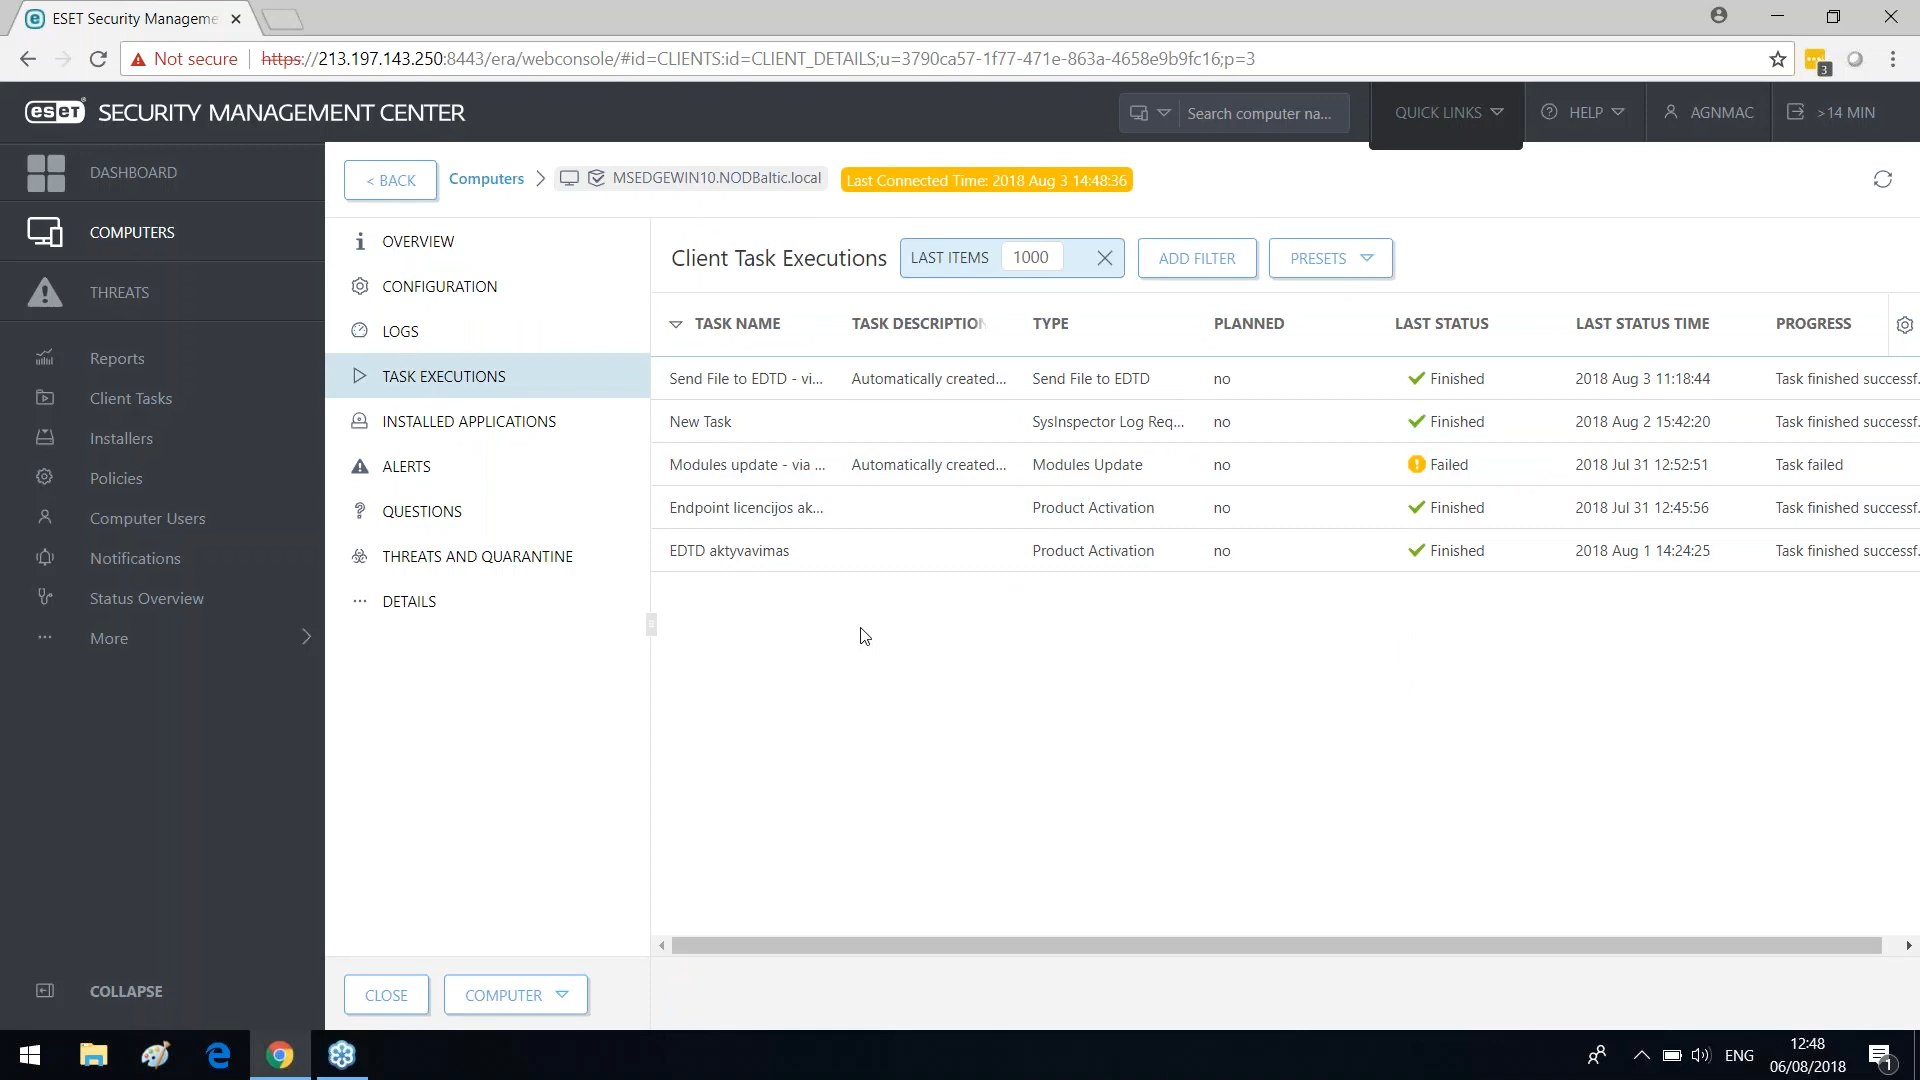 ESET Security Manageme
Not secure
https://213.197.143.250:8443/era/webconsole/#id=CLIENTS:id=CLIENT_DETAILS;u=3790ca57-1f77-471e-863a-4658e9b9fc16;p=3
3
eset SECURITY MANAGEMENT CENTER
Search computer na...
QUICK LINKS
HELP
AGNMAC
>14 MIN
DASHBOARD
COMPUTERS
THREATS
Reports
Client Tasks
Installers
Policies
Computer Users
Notifications
Status Overview
More
COLLAPSE
< BACK
Computers
MSEDGEWIN10.NODBaltic.local
Last Connected Time: 2018 Aug 3 14:48:36
OVERVIEW
CONFIGURATION
LOGS
TASK EXECUTIONS
INSTALLED APPLICATIONS
ALERTS
QUESTIONS
THREATS AND QUARANTINE
DETAILS
Client Task Executions
LAST ITEMS 1000
ADD FILTER
PRESETS
TASK NAME TASK DESCRIPTION TYPE PLANNED LAST STATUS LAST STATUS TIME PROGRESS
Send File to EDTD - vi... Automatically created... Send File to EDTD no Finished 2018 Aug 3 11:18:44 Task finished successf.
New Task SysInspector Log Req... no Finished 2018 Aug 2 15:42:20 Task finished successf.
Modules update - via ... Automatically created... Modules Update no Failed 2018 Jul 31 12:52:51 Task failed
Endpoint licencijos ak... Product Activation no Finished 2018 Jul 31 12:45:56 Task finished successf.
EDTD aktyvavimas Product Activation no Finished 2018 Aug 1 14:24:25 Task finished successf.
CLOSE
COMPUTER
ENG
12:48
06/08/2018
1